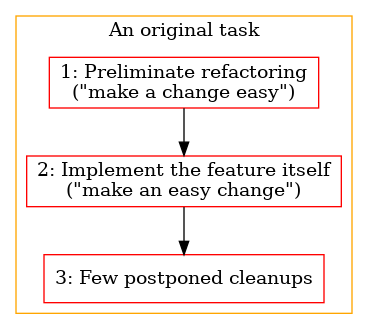 An original task
1: Preliminate refactoring
("make a change easy")
2: Implement the feature itself
("make an easy change")
3: Few postponed cleanups